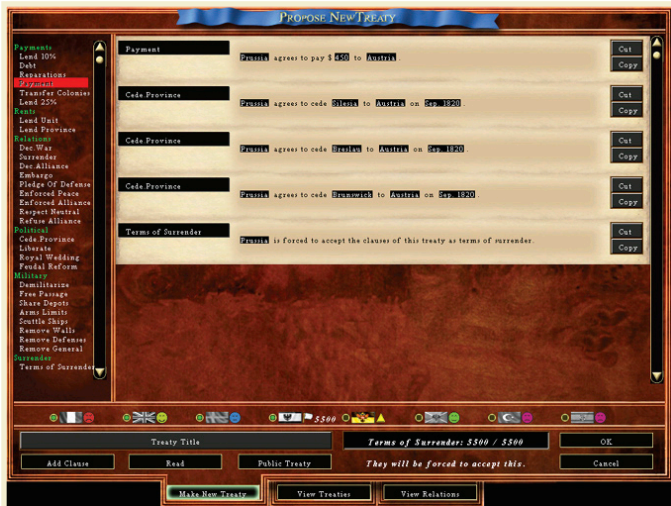 PROPOSE NEW TREATY
Payments
Lend 10%
Debt
Reparations
Payment
Transfer Colonies
Lend 25%
Rents
Lend Unit
Lend Province
Relations
Dec.War
Surrender
Dec.Alliance
Embargo
Pledge Of Defense
Enforced Peace
Enforced Alliance
Respect Neutral
Refuse Alliance
Political
Cede Province
Liberate
Royal Wedding
Feudal Reform
Military
Demilitarize
Free Passage
Share Depots
Arms Limits
Scuttle Ships
Remove Walls
Remove Defenses
Remove General
Surrender
Terms of Surrender
Payment
Prussia agrees to pay $ 450 to Austria .
Cut
Copy
Cede Province
Prussia agrees to cede Silesia to Austria on Sep. 1820 .
Cut
Copy
Cede Province
Prussia agrees to cede Breslau to Austria on Sep. 1820 .
Cut
Copy
Cede Province
Prussia agrees to cede Brunswick to Austria on Sep. 1820 .
Cut
Copy
Terms of Surrender
Prussia is forced to accept the clauses of this treaty as terms of surrender.
Cut
Copy
5500
Treaty Title
Terms of Surrender: 5500 / 5500
OK
Add Clause
Read
Public Treaty
They will be forced to accept this.
Cancel
Make New Treaty
View Treaties
View Relations